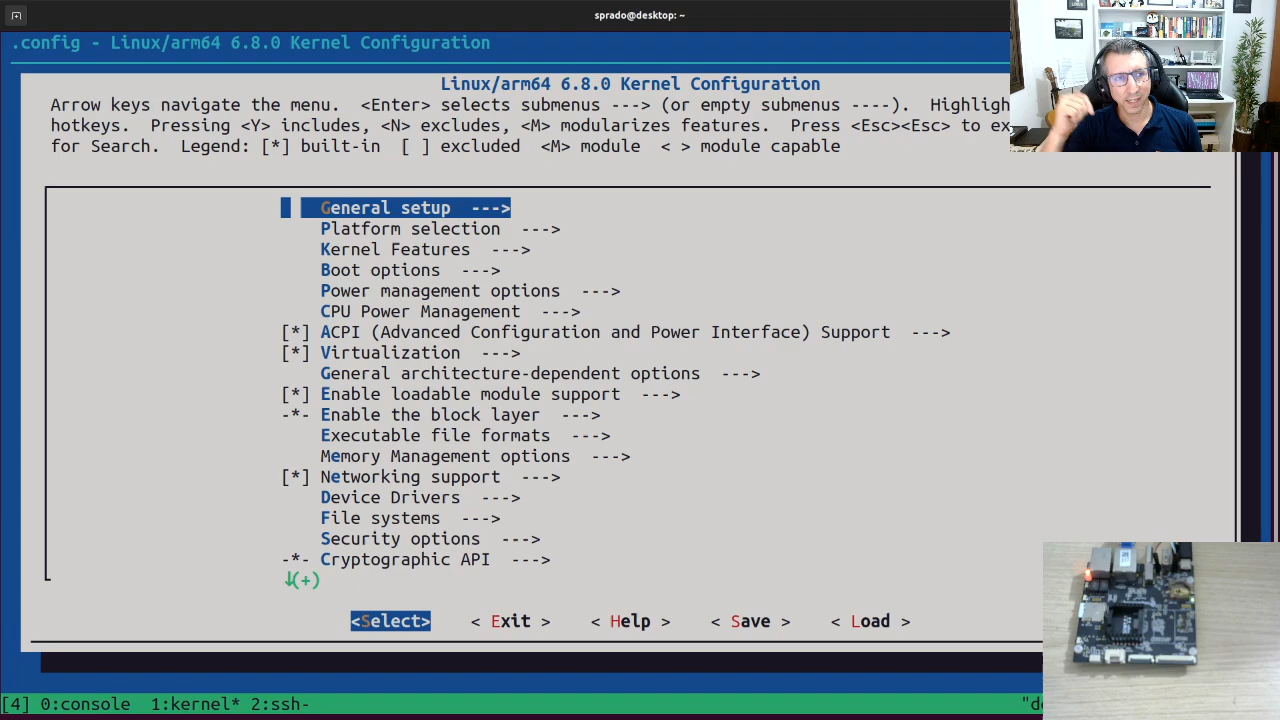 sprado@desktop: ~
.config - Linux/arm64 6.8.0 Kernel Configuration
Linux/arm64 6.8.0 Kernel Configuration
Arrow keys navigate the menu.  <Enter> selects submenus ---> (or empty submenus ----).  Highligh
hotkeys.  Pressing <Y> includes, <N> excludes, <M> modularizes features.  Press <Esc><Esc> to ex
for Search.  Legend: [*] built-in  [ ] excluded  <M> module  < > module capable
General setup  --->
Platform selection  --->
Kernel Features  --->
Boot options  --->
Power management options  --->
CPU Power Management  --->
[*] ACPI (Advanced Configuration and Power Interface) Support  --->
[*] Virtualization  --->
General architecture-dependent options  --->
[*] Enable loadable module support  --->
-*- Enable the block layer  --->
Executable file formats  --->
Memory Management options  --->
[*] Networking support  --->
Device Drivers  --->
File systems  --->
Security options  --->
-*- Cryptographic API  --->
↓(+)
<Select>    < Exit >    < Help >    < Save >    < Load >
[4] 0:console  1:kernel* 2:ssh-    "de